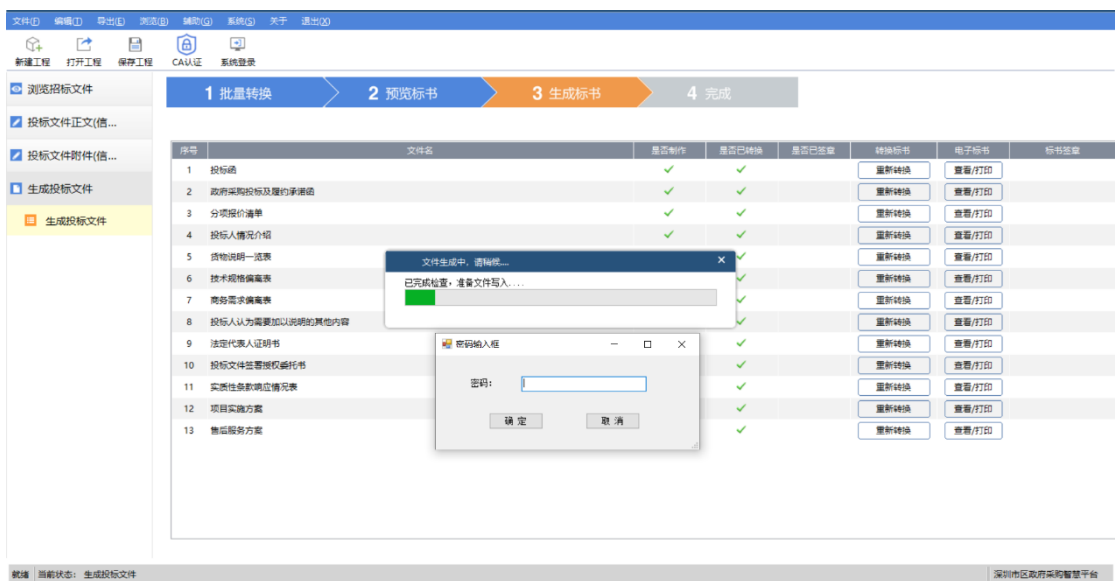 文件(F) 编辑(I) 导出(E) 浏览(B) 辅助(G) 系统(S) 关于 退出(X)
新建工程 打开工程 保存工程 CA认证 系统登录
浏览招标文件
投标文件正文(信...
投标文件附件(信...
生成投标文件
生成投标文件
1 批量转换 2 预览标书 3 生成标书 4 完成
序号 文件名 是否制作 是否已转换 是否已签章 转换标书 电子标书 标书签章
1 投标函 重新转换 查看/打印
2 政府采购投标及履约承诺函 重新转换 查看/打印
3 分项报价清单 重新转换 查看/打印
4 投标人情况介绍 重新转换 查看/打印
5 货物说明一览表 重新转换 查看/打印
6 技术规格偏离表 重新转换 查看/打印
7 商务需求偏离表 重新转换 查看/打印
8 投标人认为需要加以说明的其他内容 重新转换 查看/打印
9 法定代表人证明书 重新转换 查看/打印
10 投标文件签署授权委托书 重新转换 查看/打印
11 实质性条款响应情况表 重新转换 查看/打印
12 项目实施方案 重新转换 查看/打印
13 售后服务方案 重新转换 查看/打印
文件生成中，请稍候....
已完成检查，准备文件写入....
密码输入框
密码：
确 定 取 消
就绪 当前状态： 生成投标文件 深圳市区政府采购智慧平台